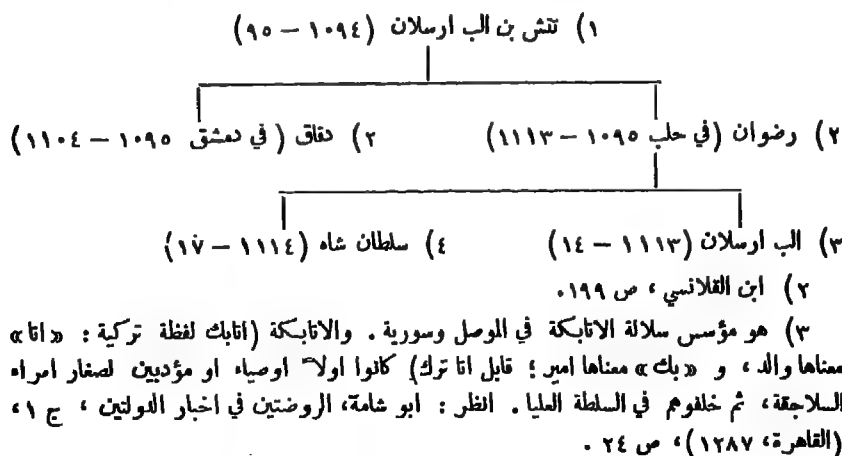 ١) تتش بن الب ارسلان (١٠٩٤ – ٩٥)
٢) رضوان (في حلب ١٠٩٥ – ١١١٣) ٢) دقاق (في دمشق ١٠٩٥ – ١١٠٤)
٣) الب ارسلان (١١١٣ – ١٤) ٤) سلطان شاه (١١١٤ – ١٧)
٢) ابن القلانسي، ص ١٩٩.
٣) هو مؤسس سلالة الاتابكة في الموصل وسورية. والاتابكة (اتابك لفظة تركية: «اتا»
معناها والد، و «بك» معناها امير؛ قابل اتا ترك) كانوا اولاً اوصياء او مؤدبين لصغار امراء
السلاجقة، ثم خلفوهم في السلطة العليا. انظر: ابو شامة، الروضتين في اخبار الدولتين، ج ١،
(القاهرة، ١٢٨٧)، ص ٢٤.